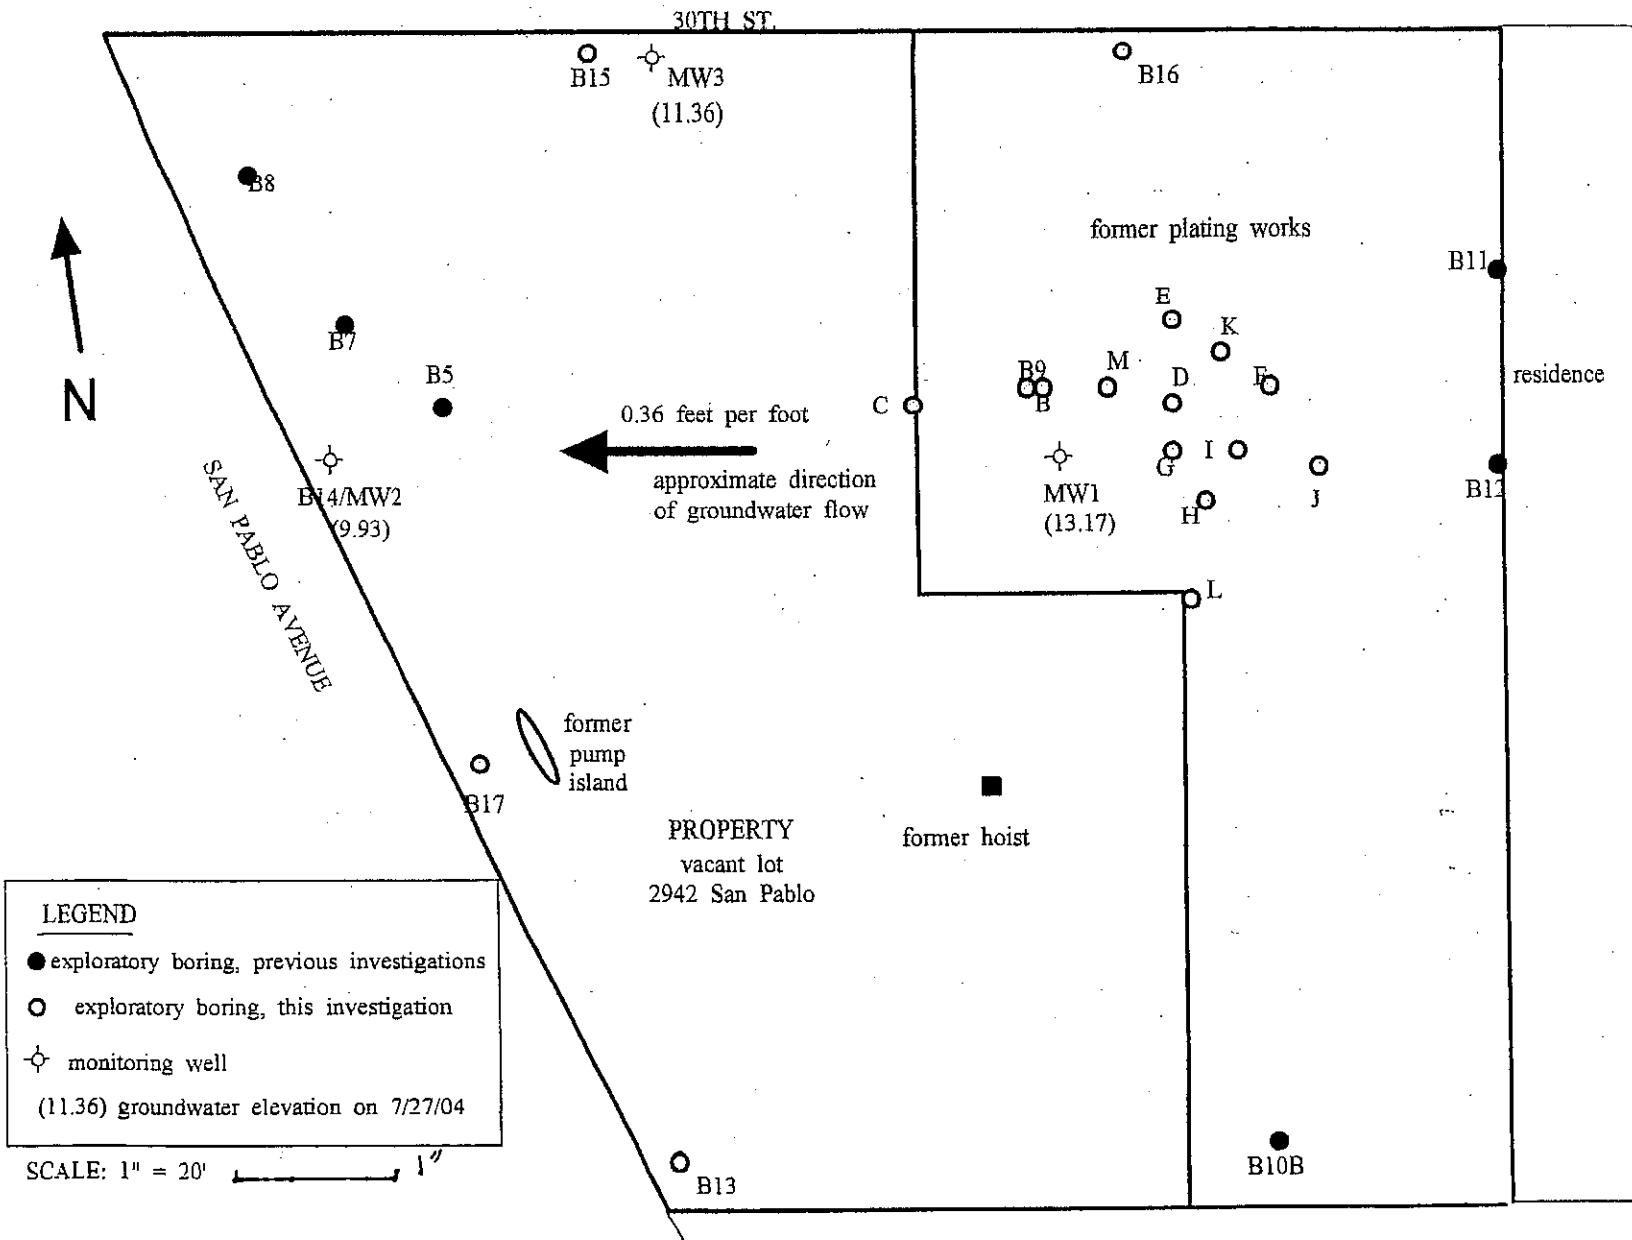 30TH ST.
B15
MW3
(11.36)
B16
B8
former plating works
B11
E
K
B7
B5
B9
M
D
F
residence
C
B
0.36 feet per foot
approximate direction
of groundwater flow
N
G
I
MW1
(13.17)
H
J
B12
SAN PABLO AVENUE
B14/MW2
(9.93)
L
former
pump
island
B17
PROPERTY
vacant lot
2942 San Pablo
former hoist
LEGEND
exploratory boring, previous investigations
exploratory boring, this investigation
monitoring well
(11.36) groundwater elevation on 7/27/04
SCALE: 1" = 20'
1"
B13
B10B